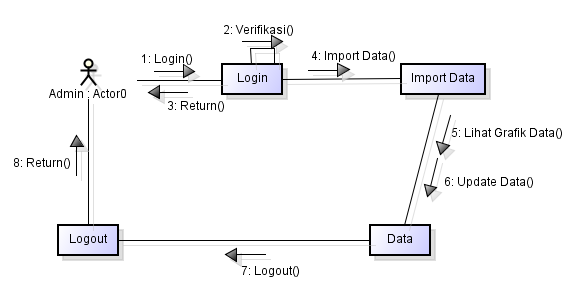 2: Verifikasi()
1: Login()
4: Import Data()
Login
Import Data
Admin : Actor0
3: Return()
5: Lihat Grafik Data()
8: Return()
6: Update Data()
Logout
Data
7: Logout()